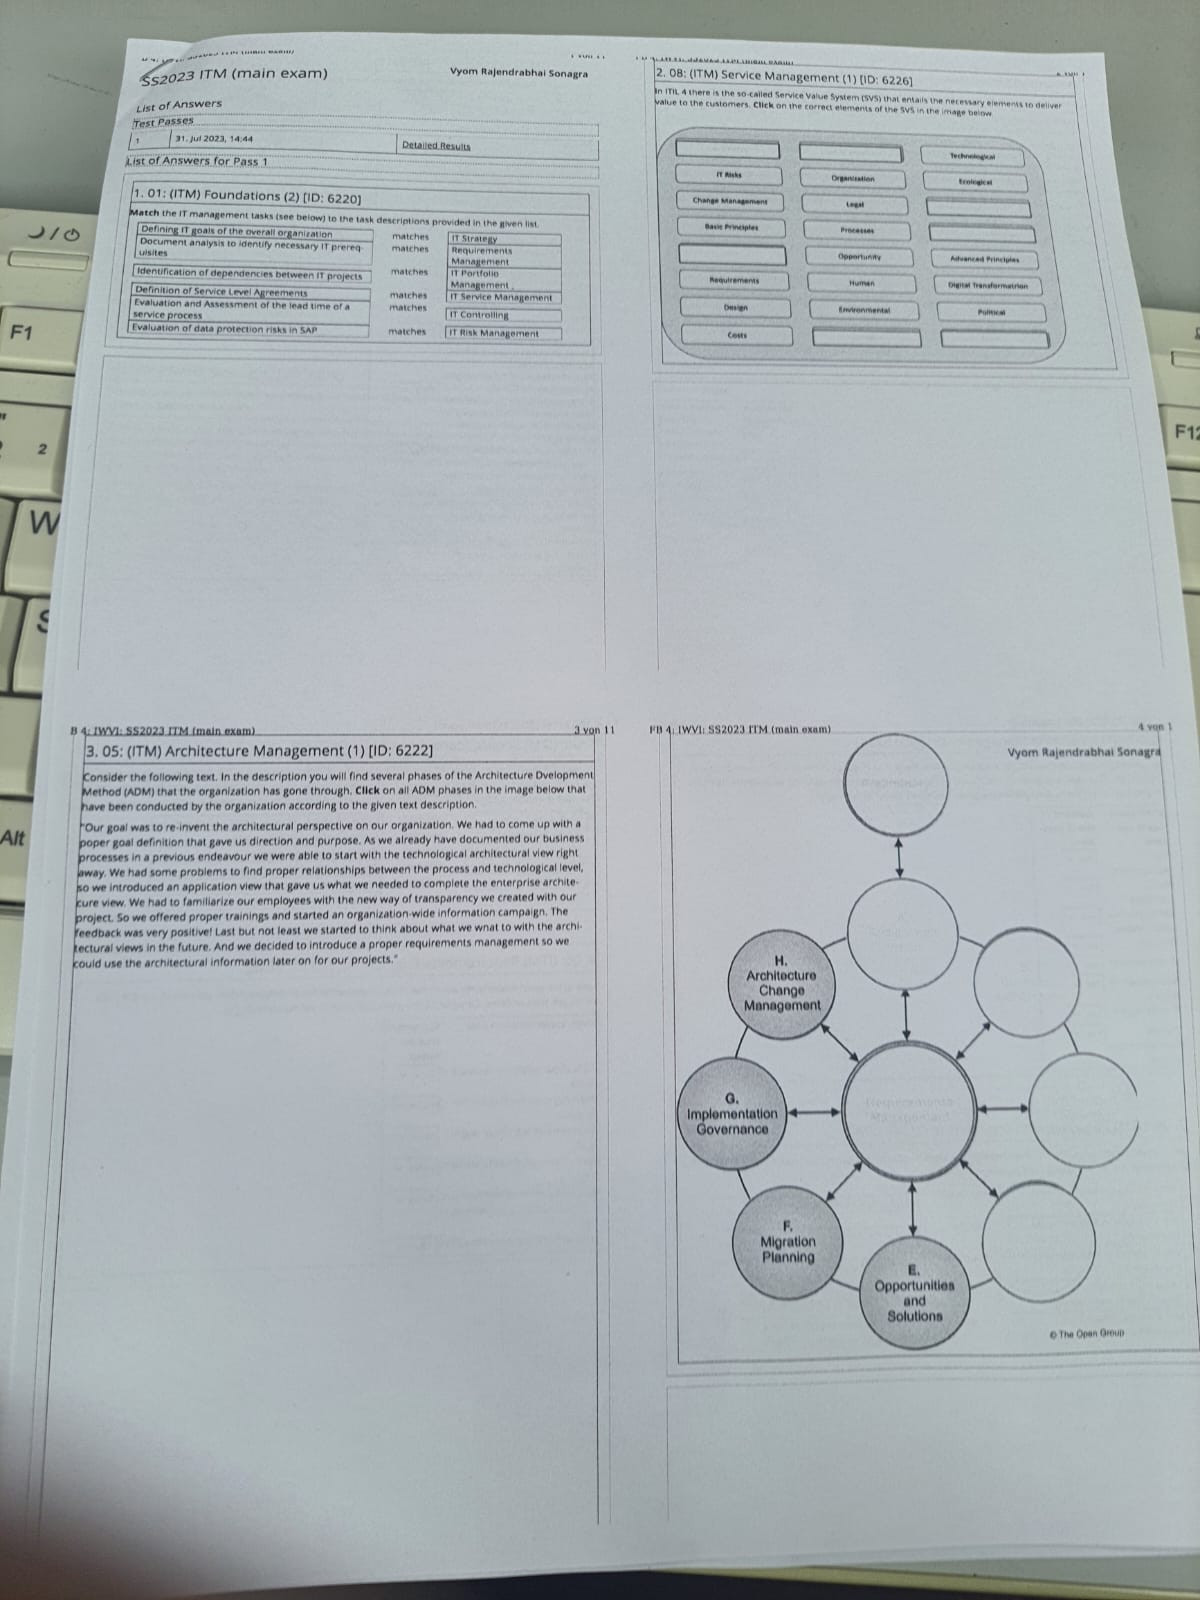 SS2023 ITM (main exam)
Vyom Rajendrabhai Sonagra
List of Answers
Test Passes
1
31. Jul 2023, 14:44
Detailed Results
List of Answers for Pass 1
1. 01: (ITM) Foundations (2) [ID: 6220]
Match the IT management tasks (see below) to the task descriptions provided in the given list.
Defining IT goals of the overall organization
matches
IT Strategy
Document analysis to identify necessary IT prereq-
uisites
matches
Requirements
Management
Identification of dependencies between IT projects
matches
IT Portfolio
Management
Definition of Service Level Agreements
matches
IT Service Management
Evaluation and Assessment of the lead time of a
service process
matches
IT Controlling
Evaluation of data protection risks in SAP
matches
IT Risk Management
2. 08: (ITM) Service Management (1) [ID: 6226]
In ITIL 4 there is the so-called Service Value System (SVS) that entails the necessary elements to deliver
value to the customers. Click on the correct elements of the SVS in the image below.
Technological
IT Risks
Organization
Ecological
Change Management
Legal
Basic Principles
Processes
Opportunity
Advanced Principles
Requirements
Human
Digital Transformatrion
Design
Environmental
Political
Costs
B 4: IWVI: SS2023 ITM (main exam)
3 von 11
3. 05: (ITM) Architecture Management (1) [ID: 6222]
Consider the following text. In the description you will find several phases of the Architecture Dvelopment
Method (ADM) that the organization has gone through. Click on all ADM phases in the image below that
have been conducted by the organization according to the given text description.
"Our goal was to re-invent the architectural perspective on our organization. We had to come up with a
poper goal definition that gave us direction and purpose. As we already have documented our business
processes in a previous endeavour we were able to start with the technological architectural view right
away. We had some problems to find proper relationships between the process and technological level,
so we introduced an application view that gave us what we needed to complete the enterprise archite-
cure view. We had to familiarize our employees with the new way of transparency we created with our
project. So we offered proper trainings and started an organization-wide information campaign. The
feedback was very positive! Last but not least we started to think about what we wnat to with the archi-
tectural views in the future. And we decided to introduce a proper requirements management so we
could use the architectural information later on for our projects."
FB 4: IWVI: SS2023 ITM (main exam)
4 von 1
Vyom Rajendrabhai Sonagra
H.
Architecture
Change
Management
G.
Implementation
Governance
Requirements
Management
F.
Migration
Planning
E.
Opportunities
and
Solutions
© The Open Group